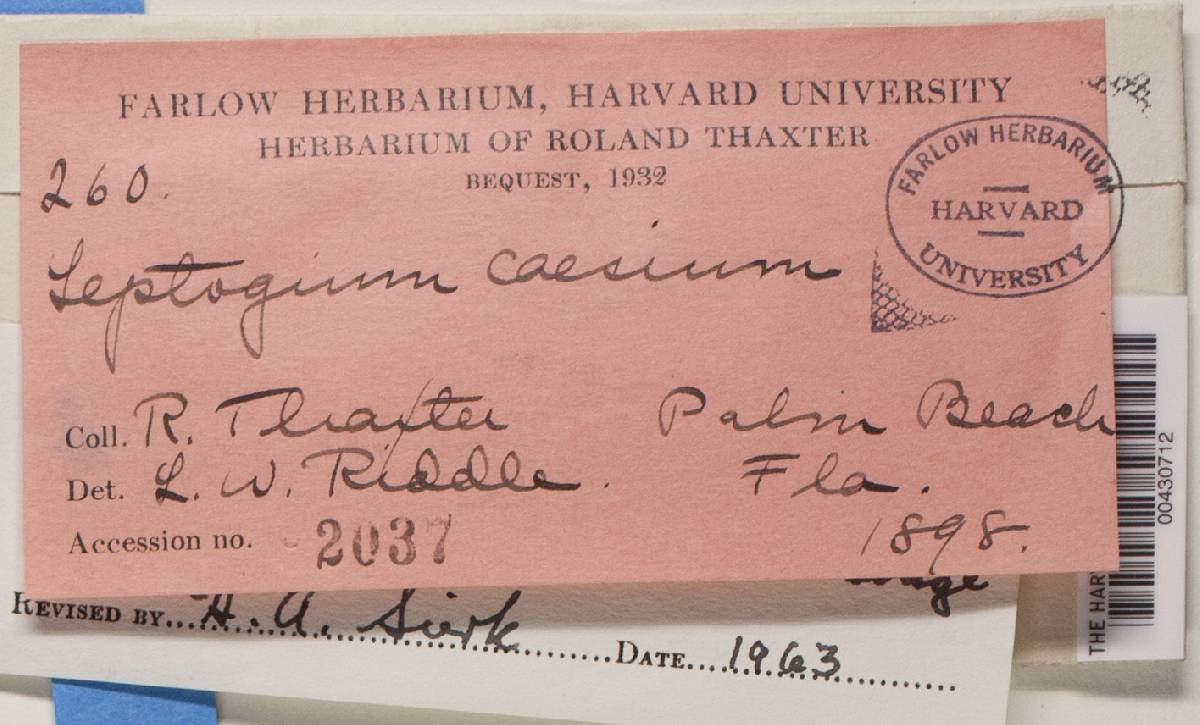 FARLOW HERBARIUM, HARVARD UNIVERSITY
HERBARIUM OF ROLAND THAXTER
BEQUEST, 1932
260.
FARLOW HERBARIUM
HARVARD
UNIVERSITY
Leptogium caesium
Coll. R. Thaxter Palm Beach
Det. L. W. Riddle. Fla.
Accession no. 2037 1898.
REVISED BY H. A. Sierk DATE 1963
00430712
THE HAR